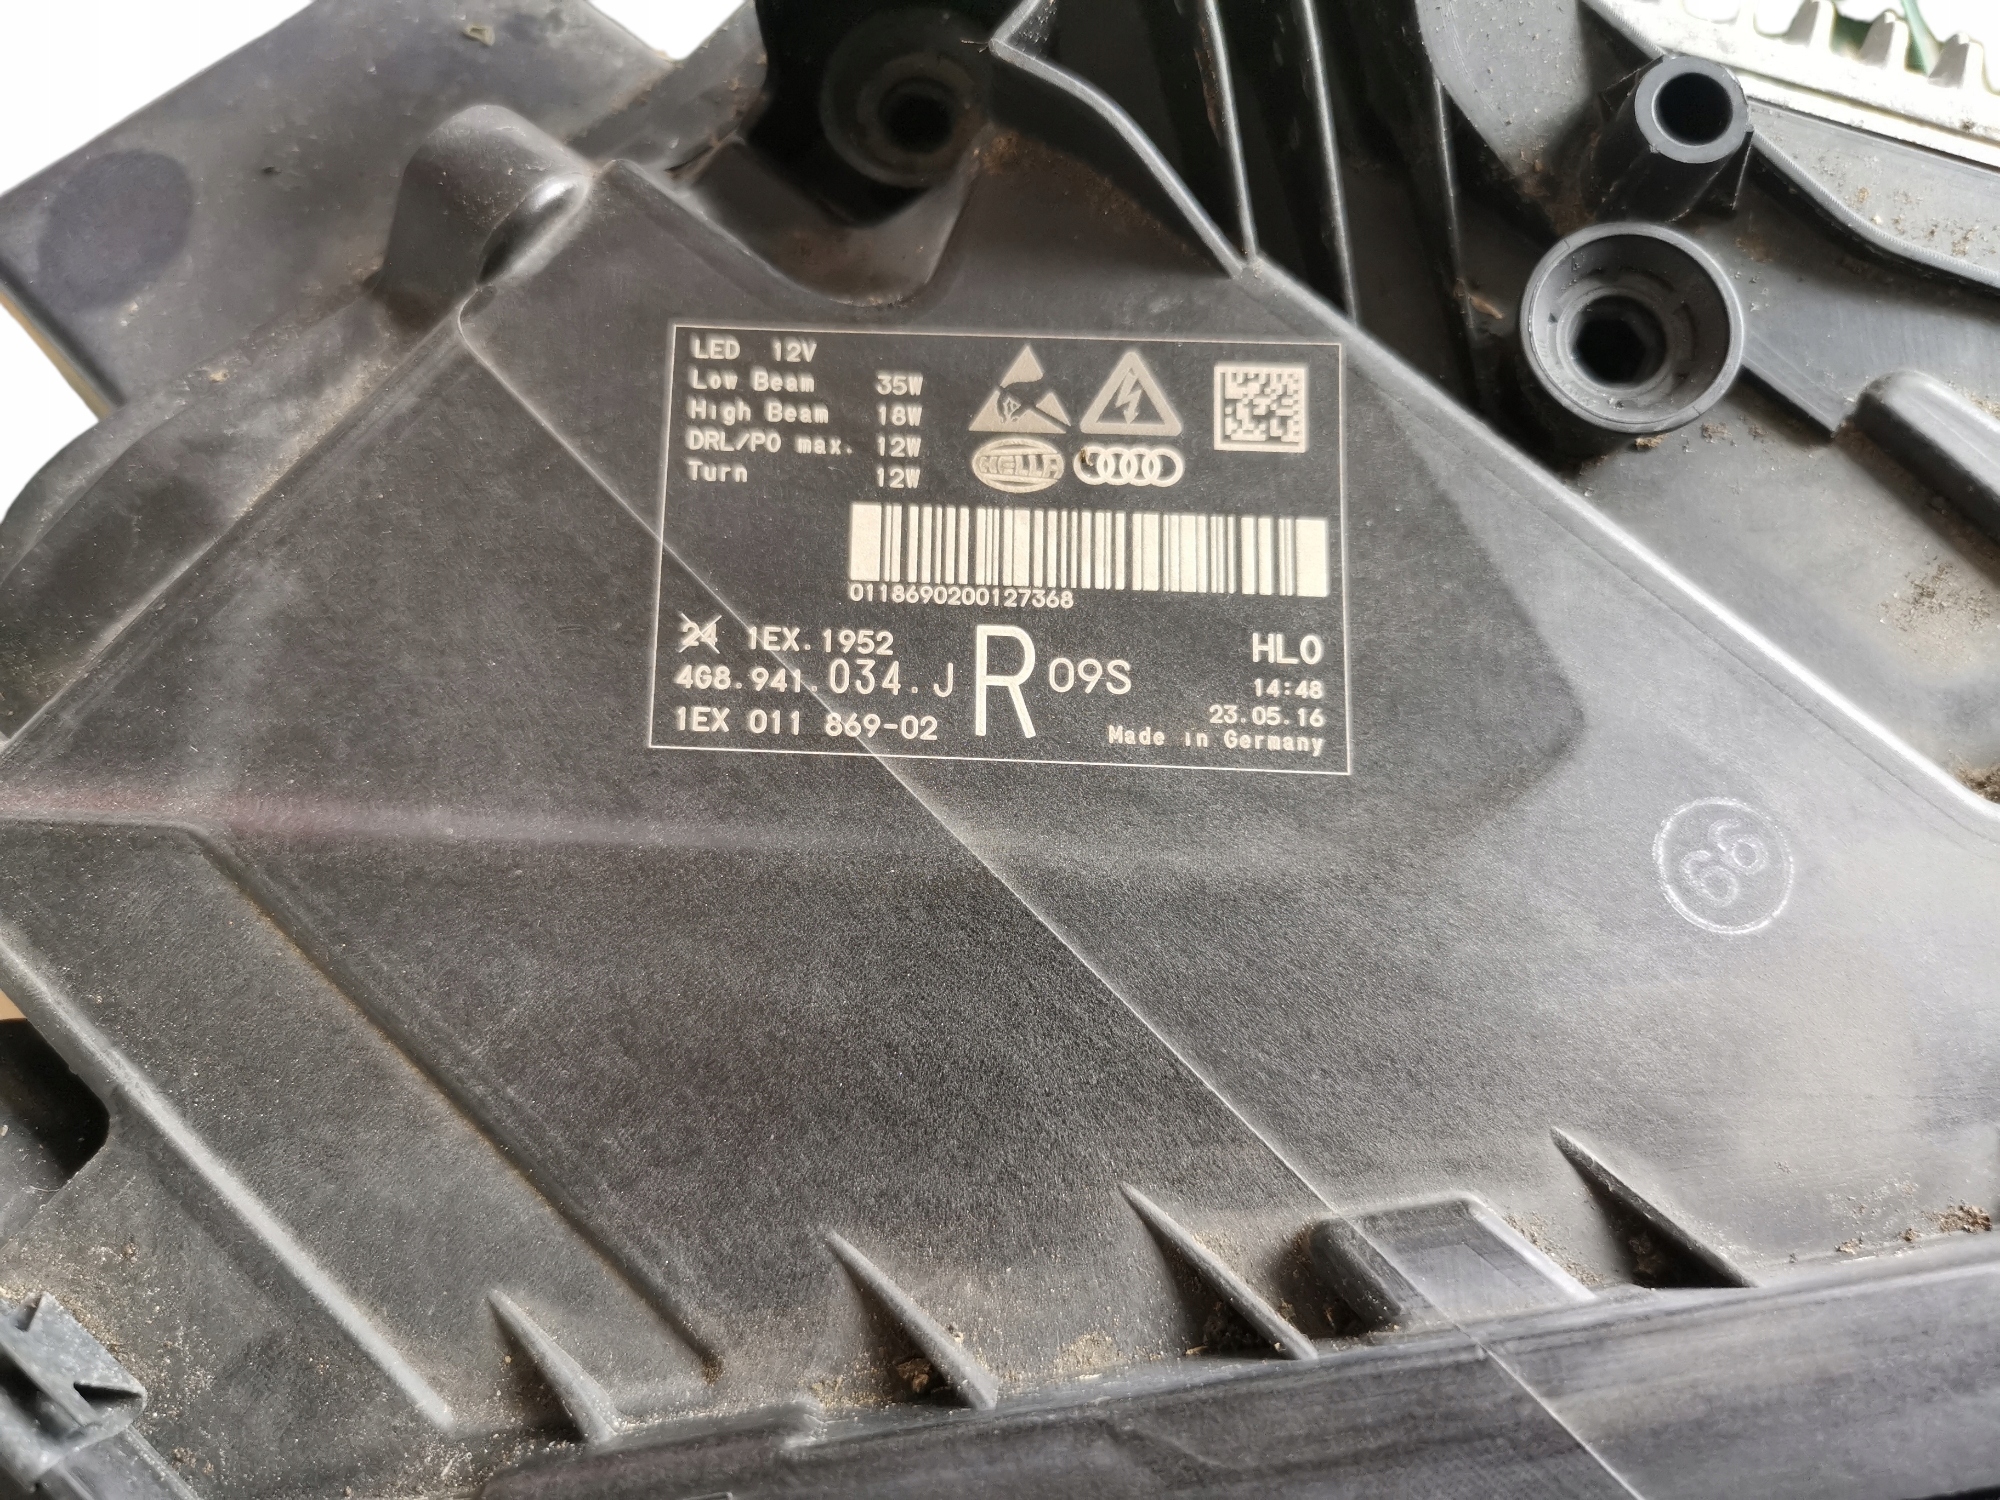 LED 12V
Low Beam 35W
High Beam 18W
DRL/PO max. 12W
Turn 12W
HELLA
0118690200127368
24 1EX.1952
4G8.941.034.J R 09S
1EX 011 869-02
HL0
14:48
23.05.16
Made in Germany
66